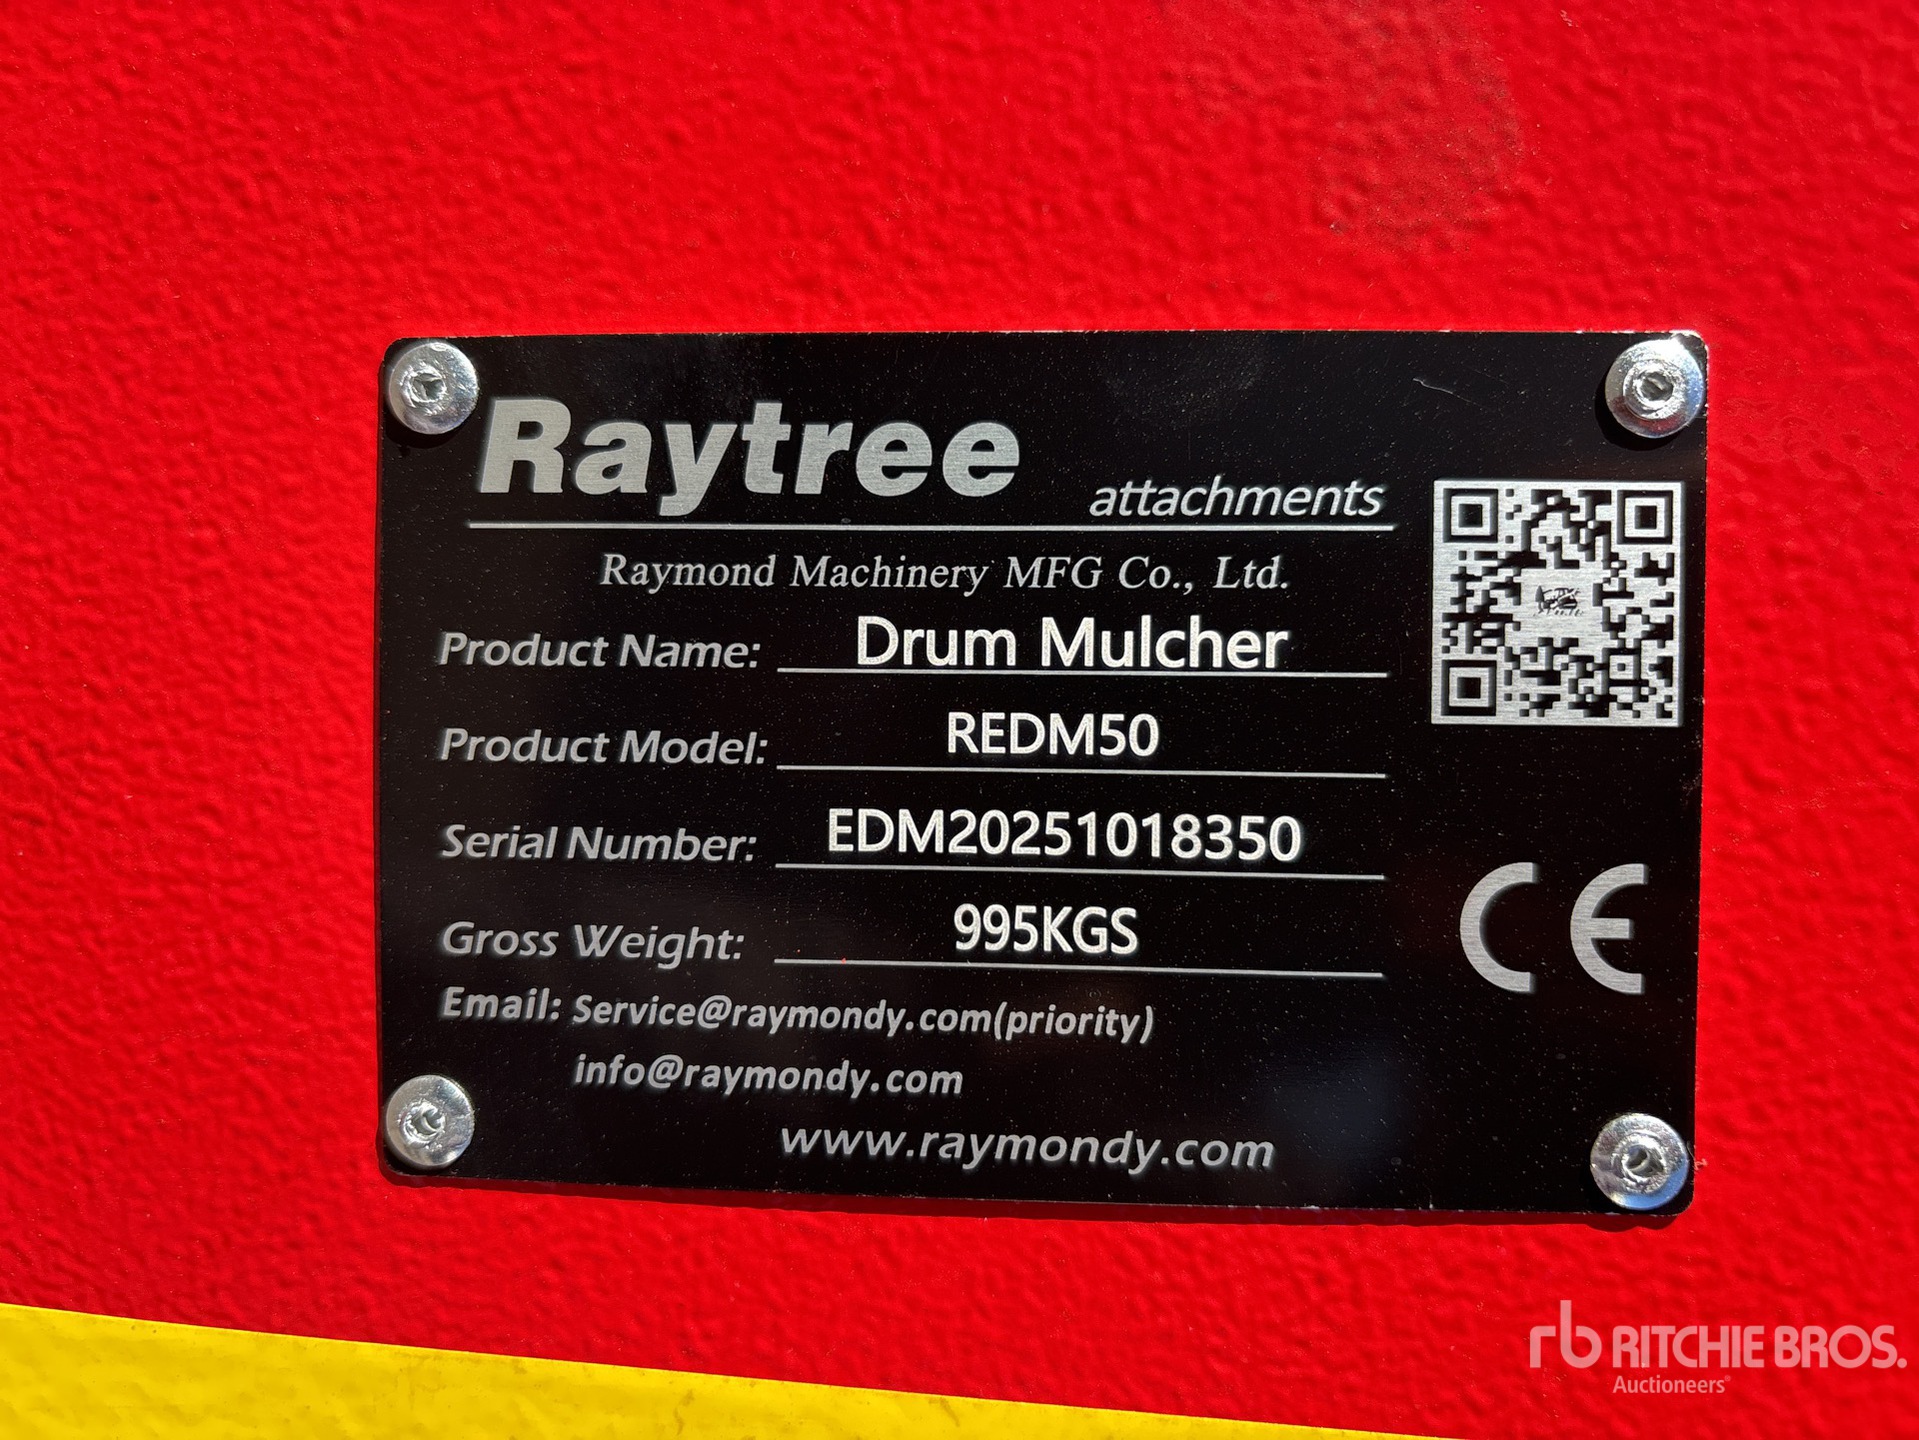 Raytree
attachments
Raymond Machinery MFG Co., Ltd.
Product Name: Drum Mulcher
Product Model: REDM50
Serial Number: EDM20251018350
Gross Weight: 995KGS
Email: Service@raymondy.com(priority)
info@raymondy.com
www.raymondy.com
CE
rb RITCHIE BROS.
Auctioneers®